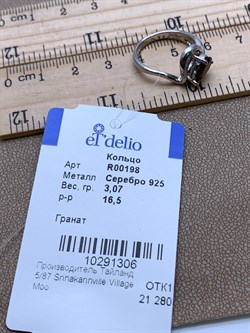 el'delio
Кольцо
Арт R00198
Металл Серебро 925
Вес, гр. 3,07
р-р 16,5
Гранат
10291306
Производитель Тайланд ОТК1
5/87 Srinakarinville Village 21 280
Moo